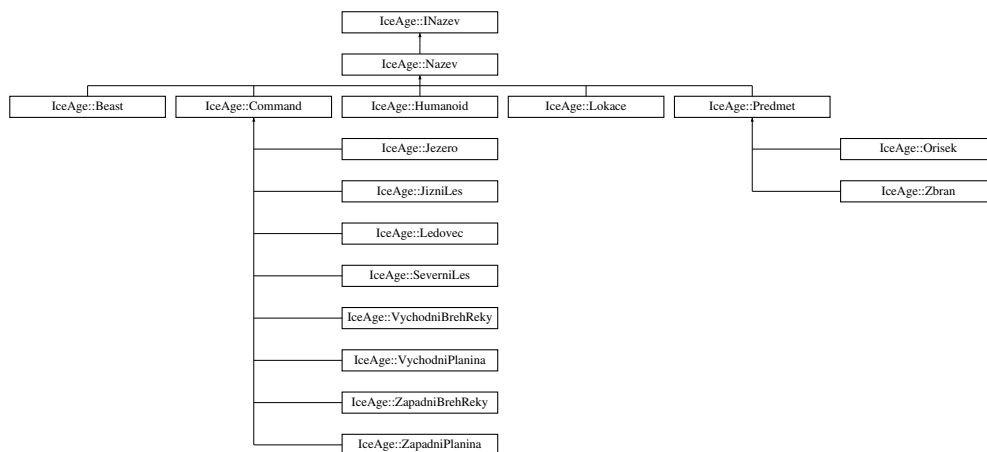 IceAge::INazev
IceAge::Nazev
IceAge::Beast IceAge::Command IceAge::Humanoid IceAge::Lokace IceAge::Predmet
IceAge::Jezero IceAge::Orisek
IceAge::JizniLes IceAge::Zbran
IceAge::Ledovec
IceAge::SeverniLes
IceAge::VychodniBrehReky
IceAge::VychodniPlanina
IceAge::ZapadniBrehReky
IceAge::ZapadniPlanina